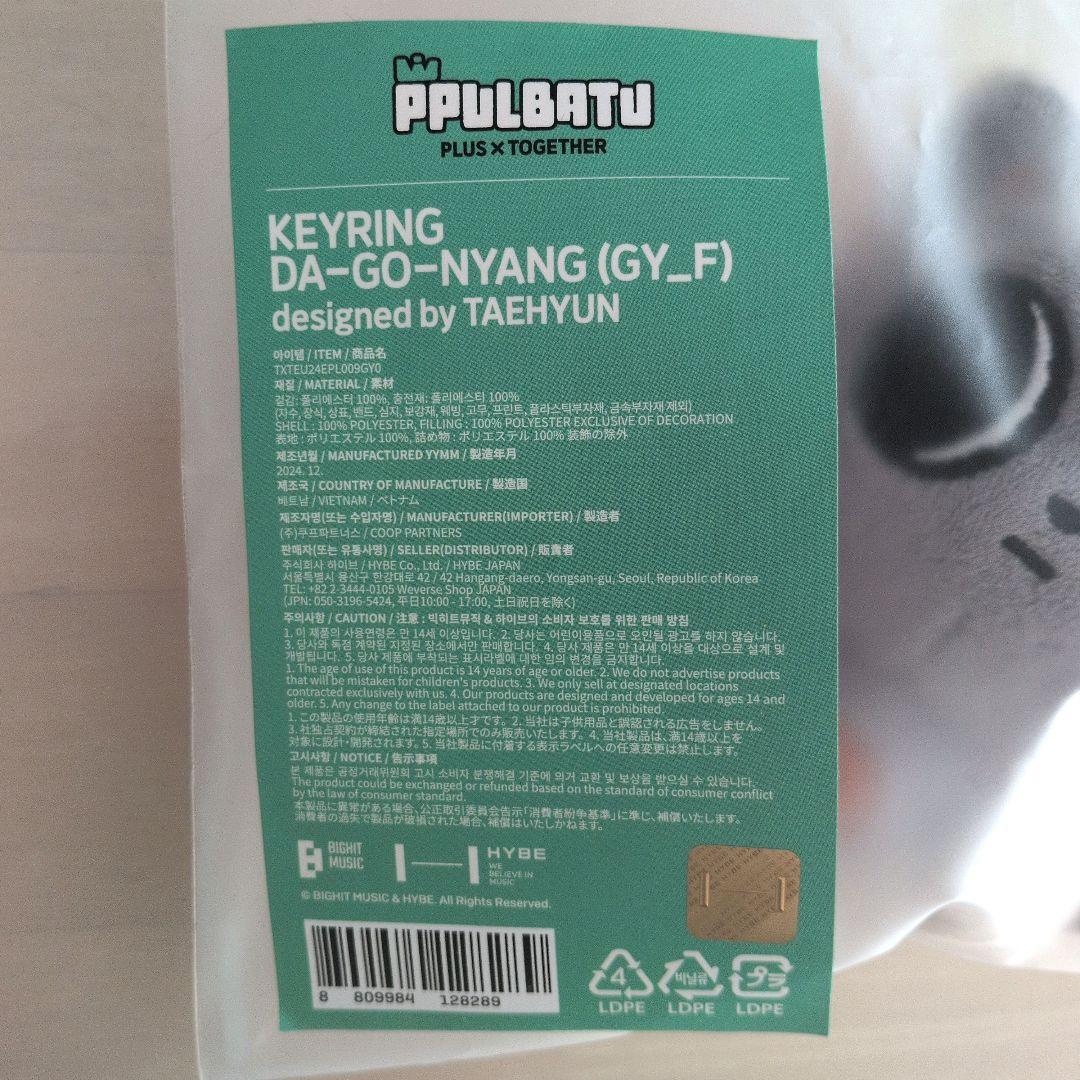 PPULBATU
PLUS × TOGETHER
KEYRING
DA-GO-NYANG (GY_F)
designed by TAEHYUN
아이템 / ITEM / 商品名
TXTEU24EPL009GY0
재질 / MATERIAL / 素材
겉감: 폴리에스터 100%, 충전재: 폴리에스터 100%
(자수, 장식, 상표, 밴드, 심지, 보강재, 웨빙, 고무, 프린트, 플라스틱부자재, 금속부자재 제외)
SHELL : 100% POLYESTER, FILLING : 100% POLYESTER EXCLUSIVE OF DECORATION
表地 : ポリエステル 100%, 詰め物 : ポリエステル 100% 装飾の除外
제조년월 / MANUFACTURED YYMM / 製造年月
2024. 12.
제조국 / COUNTRY OF MANUFACTURE / 製造国
베트남 / VIETNAM / ベトナム
제조자명(또는 수입자명) / MANUFACTURER(IMPORTER) / 製造者
(주)쿠프파트너스 / COOP PARTNERS
판매자(또는 유통사명) / SELLER(DISTRIBUTOR) / 販賣者
주식회사 하이브 / HYBE Co., Ltd. / HYBE JAPAN
서울특별시 용산구 한강대로 42 / 42 Hangang-daero, Yongsan-gu, Seoul, Republic of Korea
TEL: +82 2-3444-0105 Weverse Shop JAPAN
(JPN: 050-3196-5424, 平日10:00 - 17:00, 土日祝日を除く)
주의사항 / CAUTION / 注意 : 빅히트뮤직 & 하이브의 소비자 보호를 위한 판매 방침
1. 이 제품의 사용연령은 만 14세 이상입니다. 2. 당사는 어린이용품으로 오인될 광고를 하지 않습니다.
3. 당사와 독점 계약된 지정된 장소에서만 판매합니다. 4. 당사 제품은 만 14세 이상을 대상으로 설계 및
개발됩니다. 5. 당사 제품에 부착되는 표시라벨에 대한 임의 변경을 금지합니다.
1. The age of use of this product is 14 years of age or older. 2. We do not advertise products
that will be mistaken for children's products. 3. We only sell at designated locations
contracted exclusively with us. 4. Our products are designed and developed for ages 14 and
older. 5. Any change to the label attached to our product is prohibited.
1. この製品の使用年齢は満14歳以上才です。2. 当社は子供用品と誤認される広告をしません。
3. 社独占契約が締結された指定場所でのみ販売いたします。4. 当社製品は、満14歳以上を
対象に設計・開発されます。5. 当社製品に付着する表示ラベルへの任意変更は禁止します。
고시사항 / NOTICE / 告示事項
본 제품은 공정거래위원회 고시 소비자 분쟁해결 기준에 의거 교환 및 보상을 받으실 수 있습니다.
The product could be exchanged or refunded based on the standard of consumer conflict
by the law of consumer standard.
本製品に異常がある場合、公正取引委員会告示「消費者紛争基準」に準じ、補償いたします。
消費者の過失で製品が破損された場合、補償はいたしかねます。
BIGHIT
MUSIC
HYBE
WE
BELIEVE IN
MUSIC
© BIGHIT MUSIC & HYBE. All Rights Reserved.
8 809984 128289
4
LDPE
비닐류
LDPE
プラ
LDPE